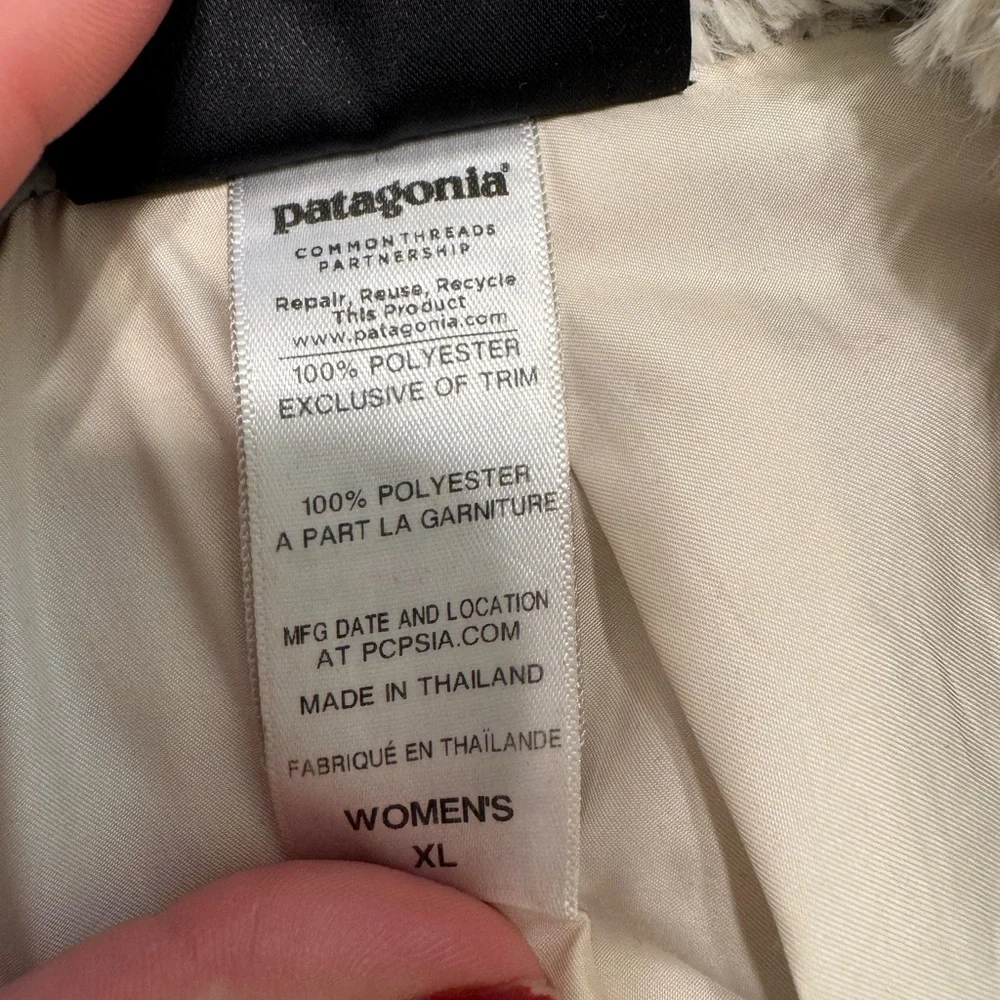 patagonia®
COMMON THREADS
PARTNERSHIP
Repair, Reuse, Recycle
This Product
www.patagonia.com
100% POLYESTER
EXCLUSIVE OF TRIM
100% POLYESTER
A PART LA GARNITURE
MFG DATE AND LOCATION
AT PCPSIA.COM
MADE IN THAILAND
FABRIQUÉ EN THAÏLANDE
WOMEN'S
XL